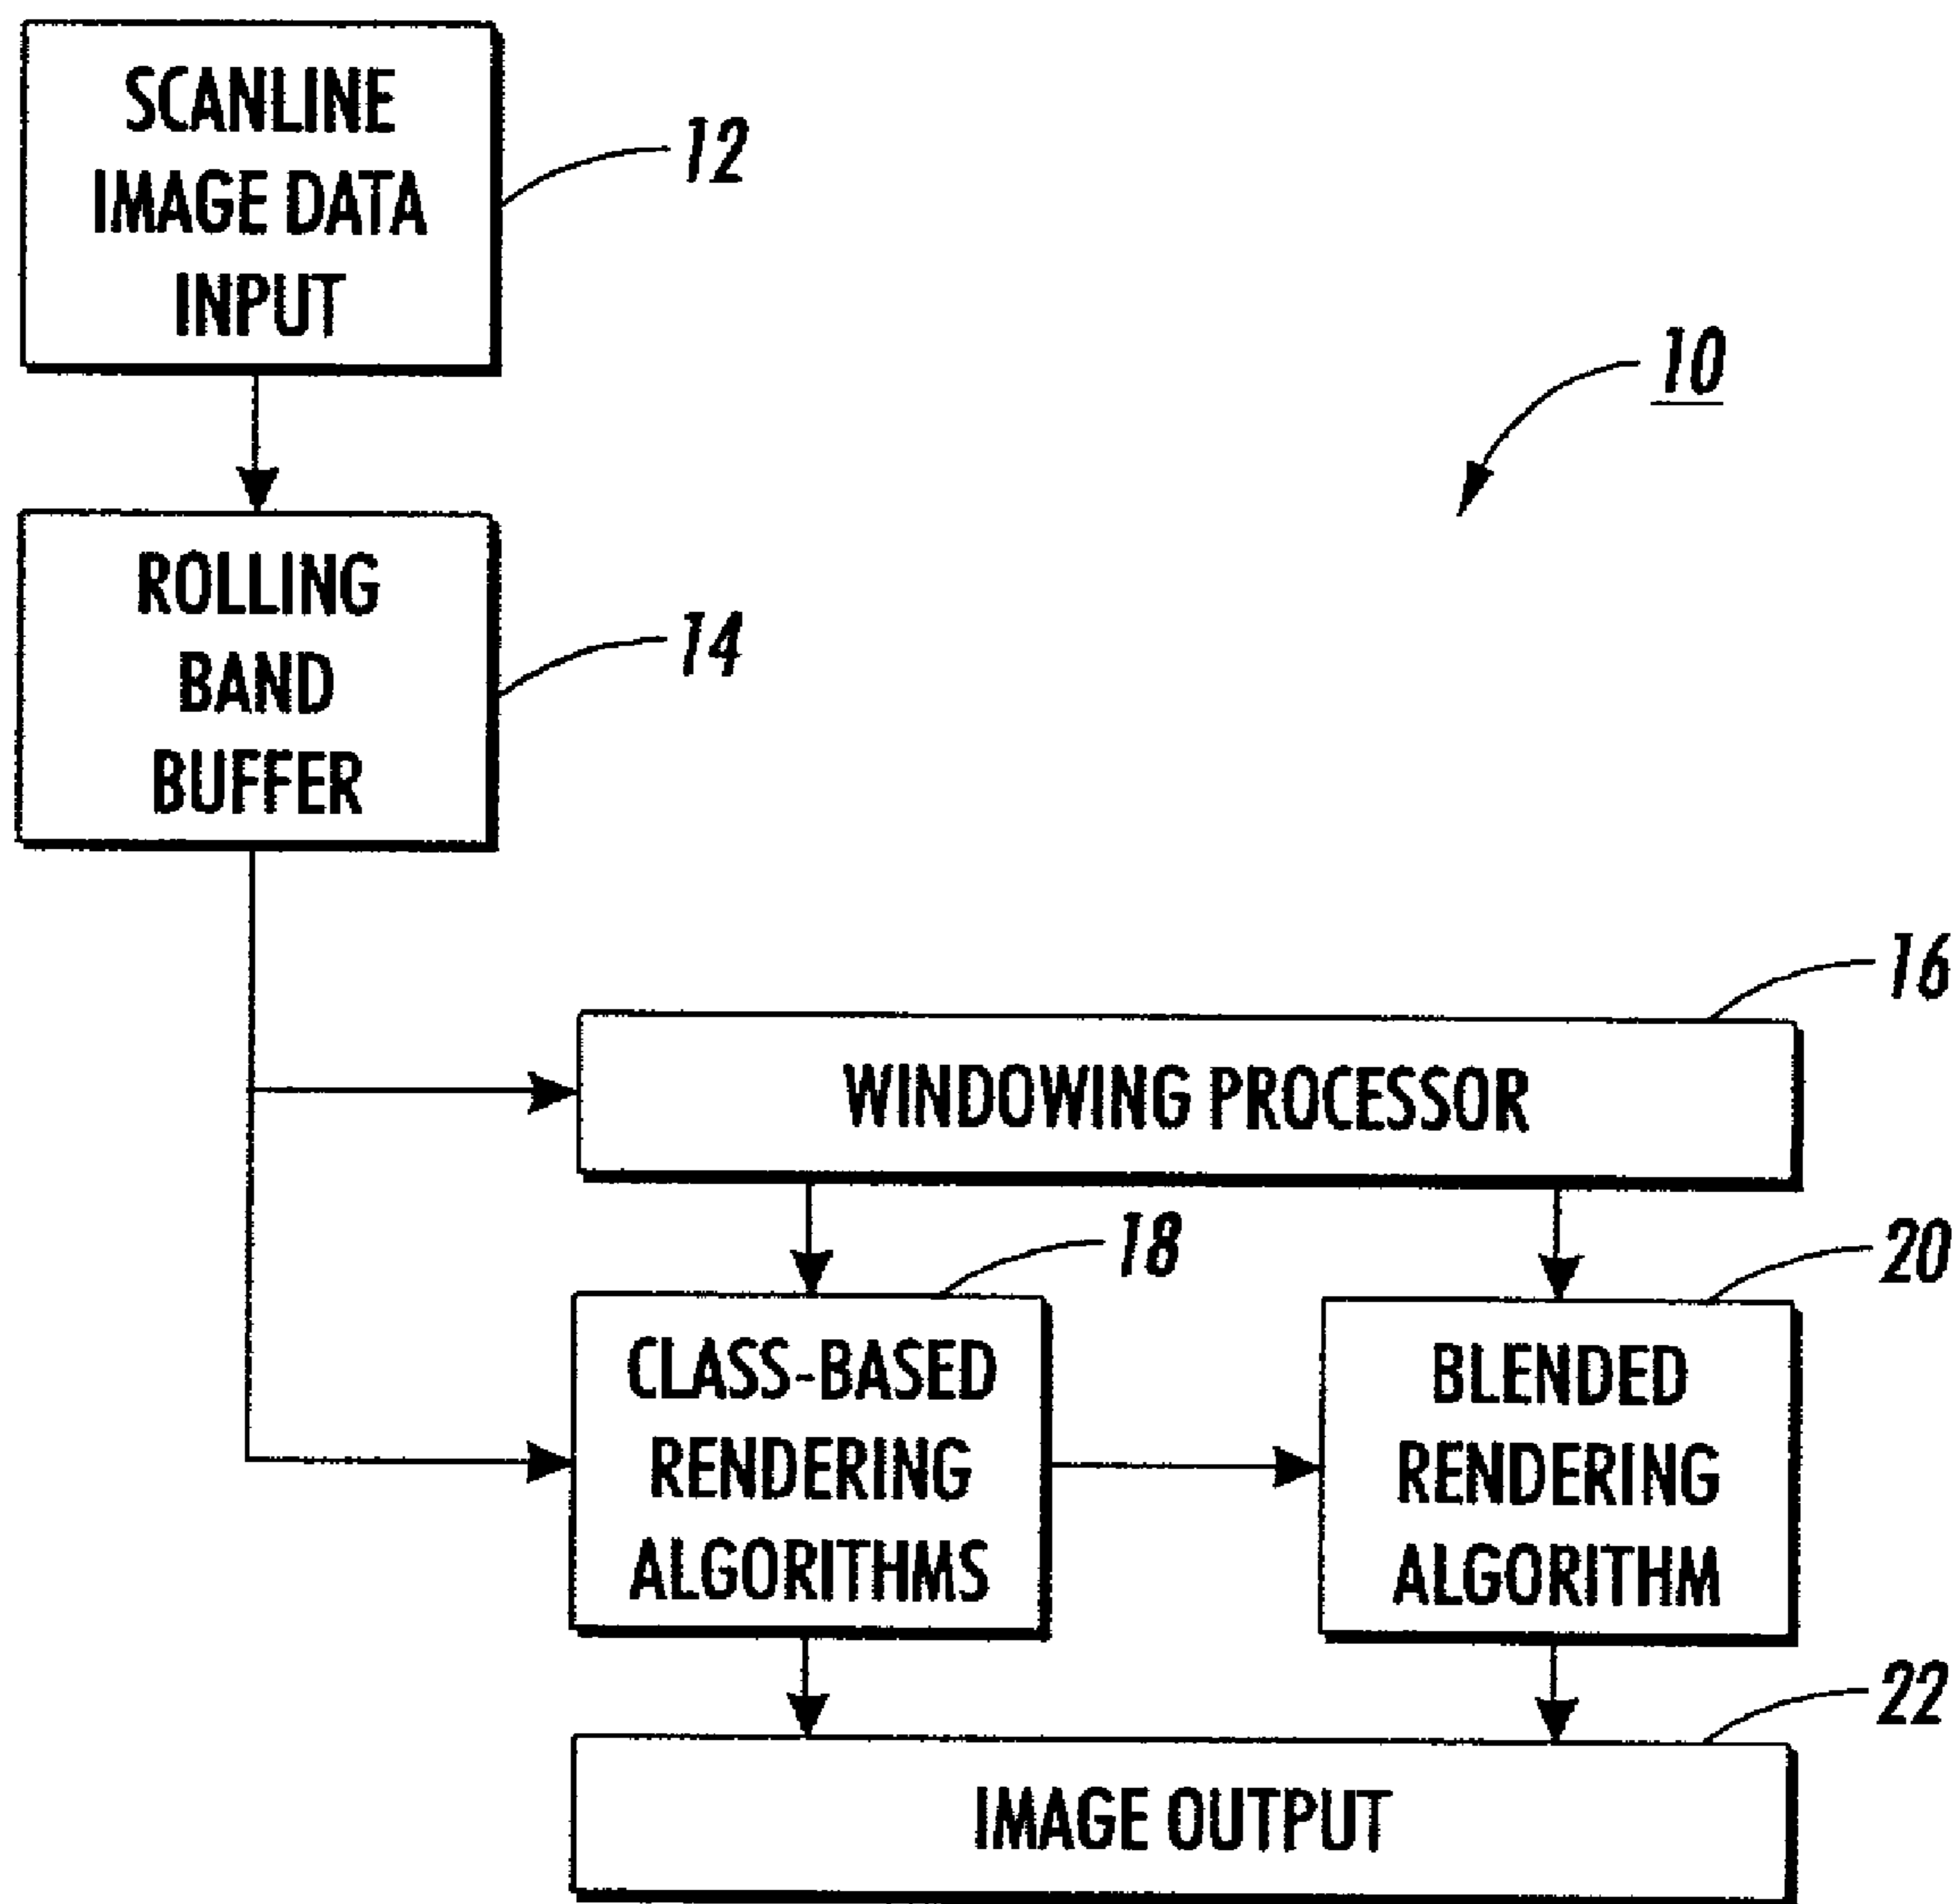 SCANLINE
IMAGE DATA
INPUT
12
10
ROLLING
BAND
BUFFER
14
16
WINDOWING PROCESSOR
18
20
CLASS-BASED
RENDERING
ALGORITHMS
BLENDED
RENDERING
ALGORITHM
22
IMAGE OUTPUT